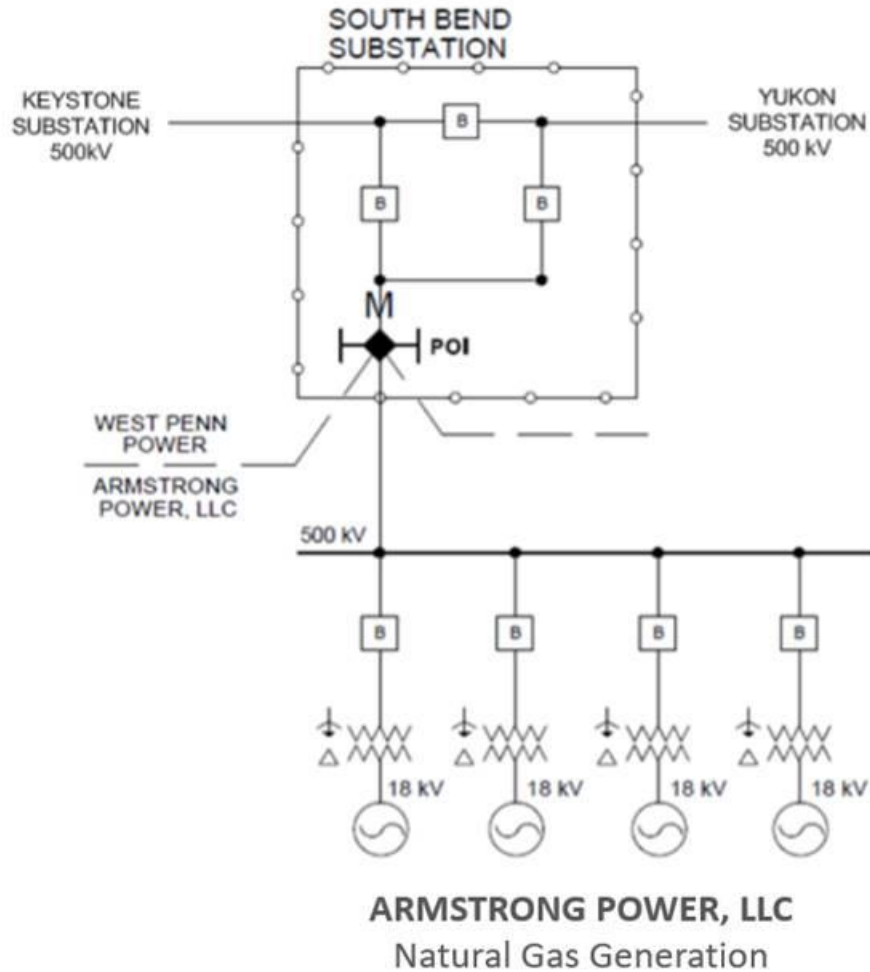 SOUTH BEND
SUBSTATION
KEYSTONE
SUBSTATION
500kV
YUKON
SUBSTATION
500 kV
B
B
B
M
POI
WEST PENN
POWER
ARMSTRONG
POWER, LLC
500 kV
B
B
B
B
18 kV
18 kV
18 kV
18 kV
ARMSTRONG POWER, LLC
Natural Gas Generation